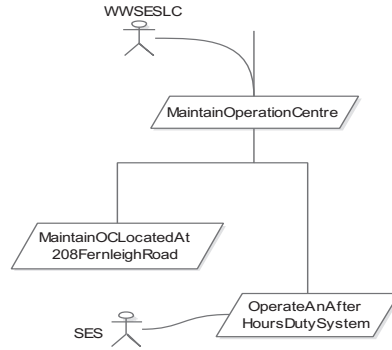 WWSESLC
MaintainOperationCentre
MaintainOCLocatedAt
208FernleighRoad
OperateAnAfter
HoursDutySystem
SES